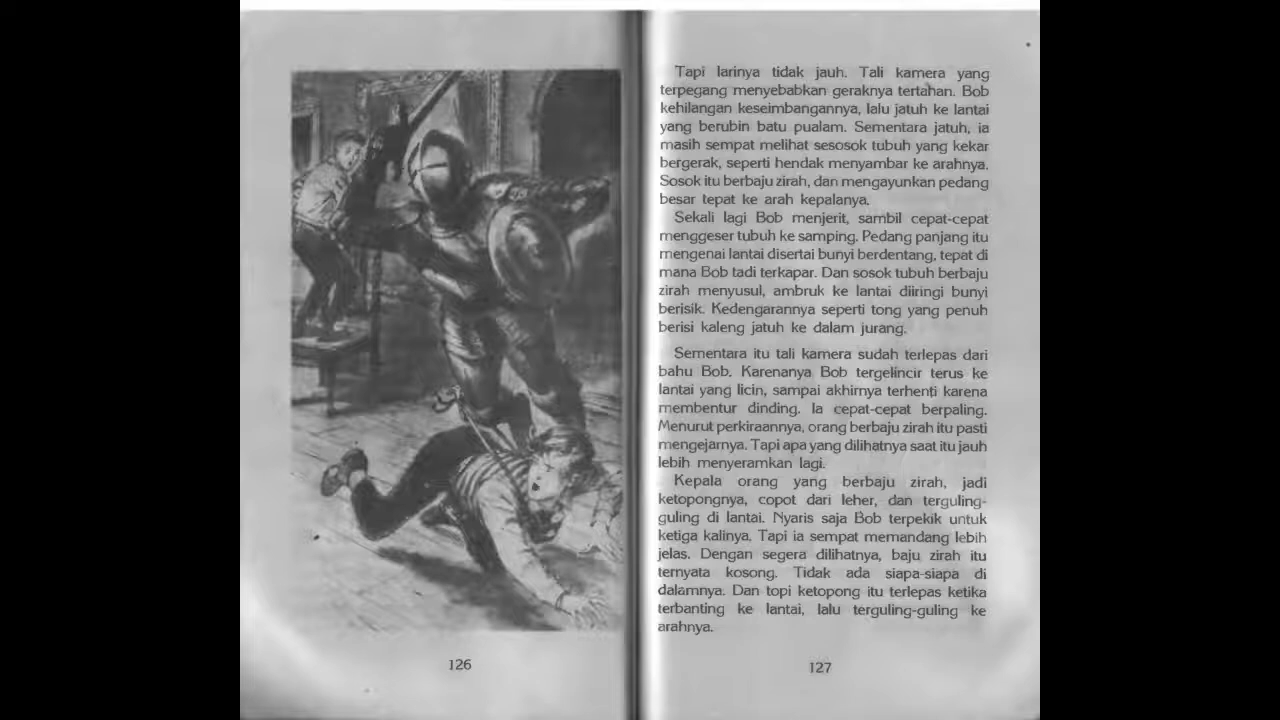 Tapi larinya tidak jauh. Tali kamera yang
terpegang menyebabkan geraknya tertahan. Bob
kehilangan keseimbangannya, lalu jatuh ke lantai
yang berubin batu pualam. Sementara jatuh, ia
masih sempat melihat sesosok tubuh yang kekar
bergerak, seperti hendak menyambar ke arahnya.
Sosok itu berbaju zirah, dan mengayunkan pedang
besar tepat ke arah kepalanya.
Sekali lagi Bob menjerit, sambil cepat-cepat
menggeser tubuh ke samping. Pedang panjang itu
mengenai lantai disertai bunyi berdentang, tepat di
mana Bob tadi terkapar. Dan sosok tubuh berbaju
zirah menyusul, ambruk ke lantai diiringi bunyi
berisik. Kedengarannya seperti tong yang penuh
berisi kaleng jatuh ke dalam jurang.
Sementara itu tali kamera sudah terlepas dari
bahu Bob. Karenanya Bob tergelincir terus ke
lantai yang licin, sampai akhirnya terhenti karena
membentur dinding. Ia cepat-cepat berpaling.
Menurut perkiraannya, orang berbaju zirah itu pasti
mengejarnya. Tapi apa yang dilihatnya saat itu jauh
lebih menyeramkan lagi.
Kepala orang yang berbaju zirah, jadi
ketopongnya, copot dari leher, dan terguling-
guling di lantai. Nyaris saja Bob terpekik untuk
ketiga kalinya. Tapi ia sempat memandang lebih
jelas. Dengan segera dilihatnya, baju zirah itu
ternyata kosong. Tidak ada siapa-siapa di
dalamnya. Dan topi ketopong itu terlepas ketika
terbanting ke lantai, lalu terguling-guling ke
arahnya.
126
127